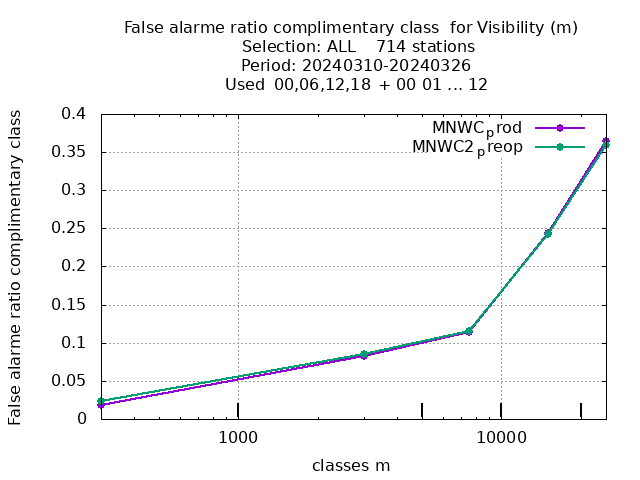 False alarme ratio complimentary class  for Visibility (m)
Selection: ALL    714 stations
Period: 20240310-20240326
Used  00,06,12,18 + 00 01 ... 12
False alarme ratio complimentary class
0.4
0.35
0.3
0.25
0.2
0.15
0.1
0.05
0
MNWCprod
MNWC2preop
1000
10000
classes m